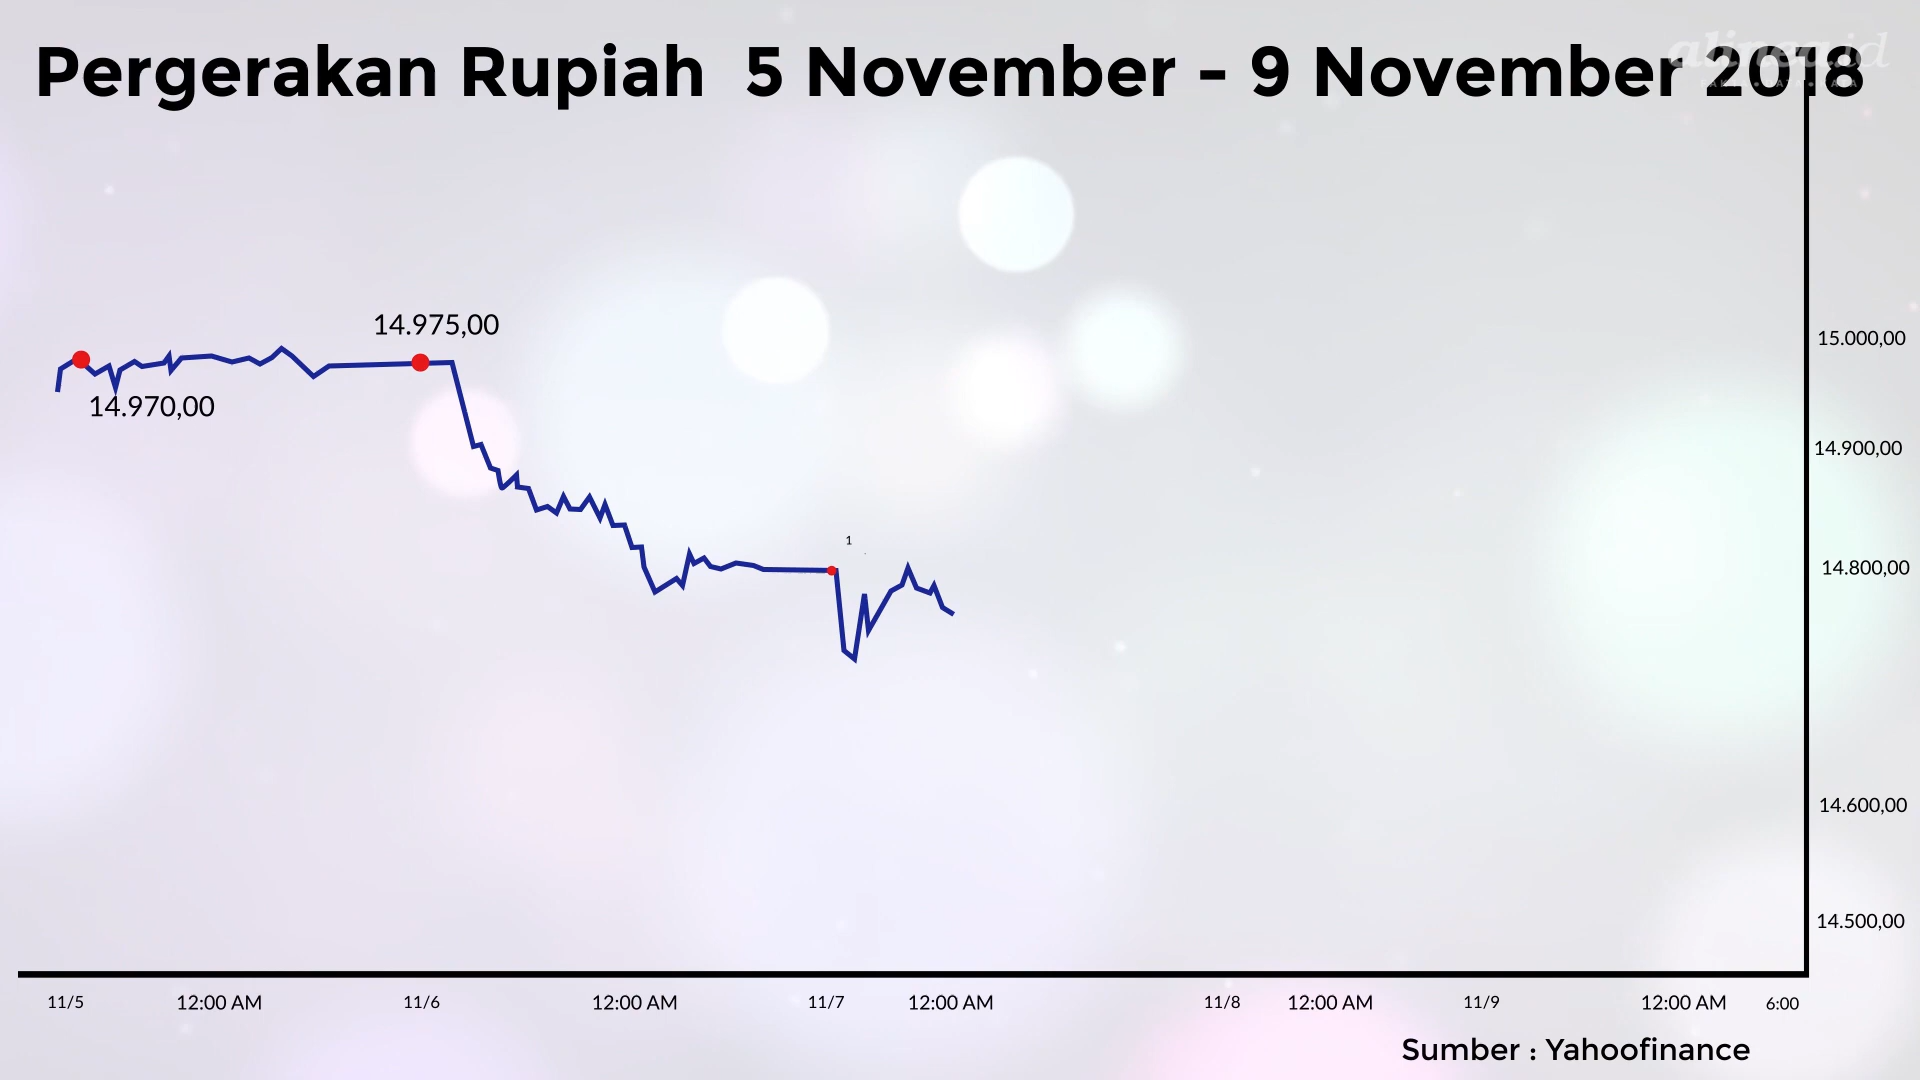 Pergerakan Rupiah 5 November - 9 November 2018
alinea.id
14.975,00
14.970,00
1
15.000,00
14.900,00
14.800,00
14.600,00
14.500,00
11/5 12:00 AM 11/6 12:00 AM 11/7 12:00 AM 11/8 12:00 AM 11/9 12:00 AM 6:00
Sumber : Yahoofinance